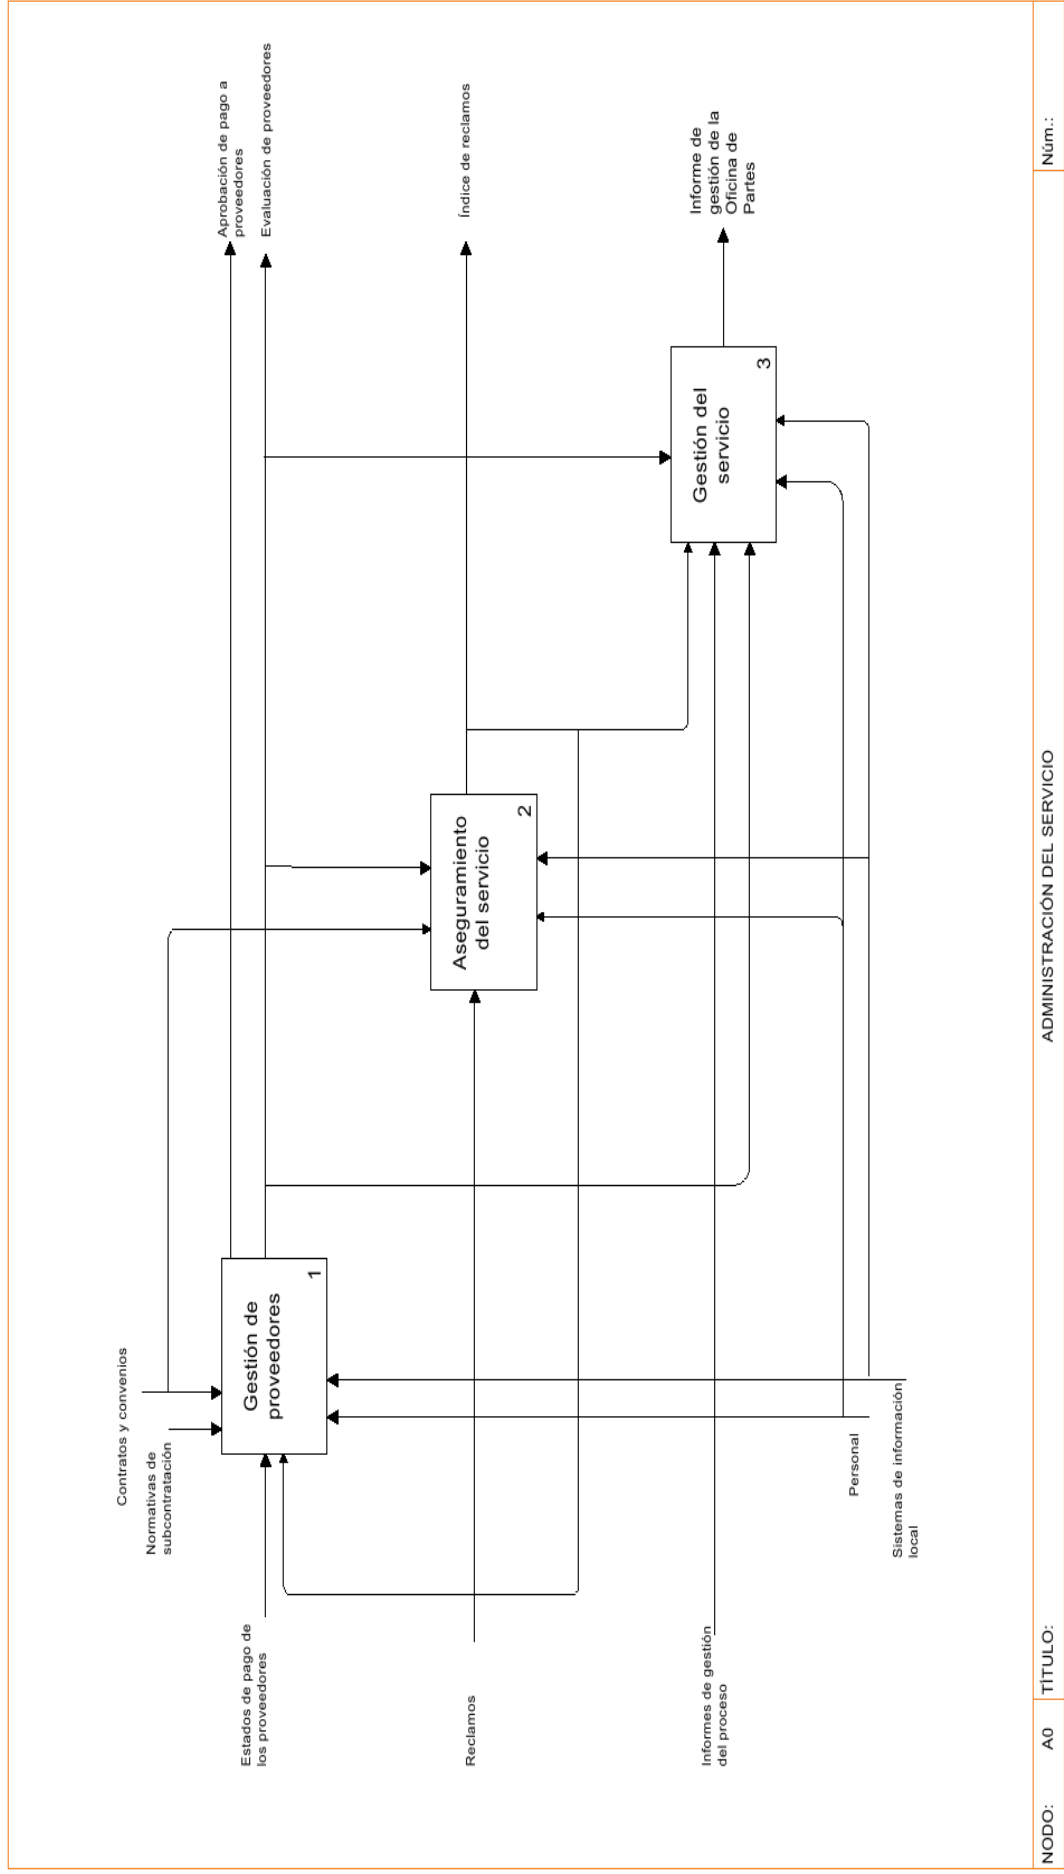 Contratos y convenios
Normativas de
subcontratación
Estados de pago de
los proveedores
Reclamos
Informes de gestión
del proceso
Gestión de
proveedores
1
Aseguramiento
del servicio
2
Gestión del
servicio
3
Aprobación de pago a
proveedores
Evaluación de proveedores
Índice de reclamos
Informe de
gestión de la
Oficina de
Partes
Personal
Sistemas de información
local
NODO:
A0
TÍTULO:
ADMINISTRACIÓN DEL SERVICIO
Núm.: